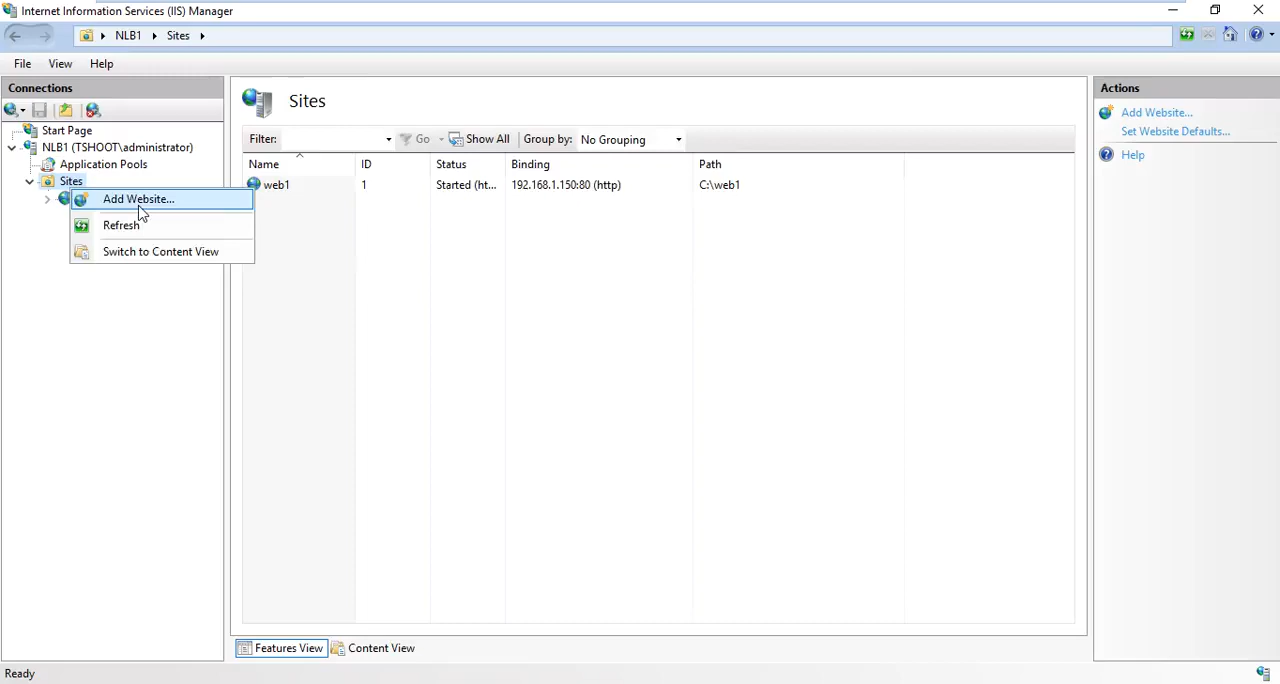 Internet Information Services (IIS) Manager
NLB1 Sites
File View Help
Connections
Start Page
NLB1 (TSHOOT\administrator)
Application Pools
Sites
Add Website...
Refresh
Switch to Content View
Sites
Filter: Go Show All Group by: No Grouping
Name ID Status Binding Path
web1 1 Started (ht... 192.168.1.150:80 (http) C:\web1
Features View Content View
Actions
Add Website...
Set Website Defaults...
Help
Ready